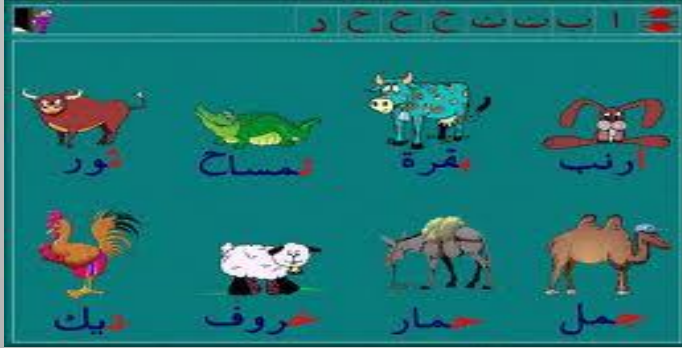 ا ب ت ث ج ح خ د
أرنب بقرة تمساح ثور
جمل حمار خروف ديك